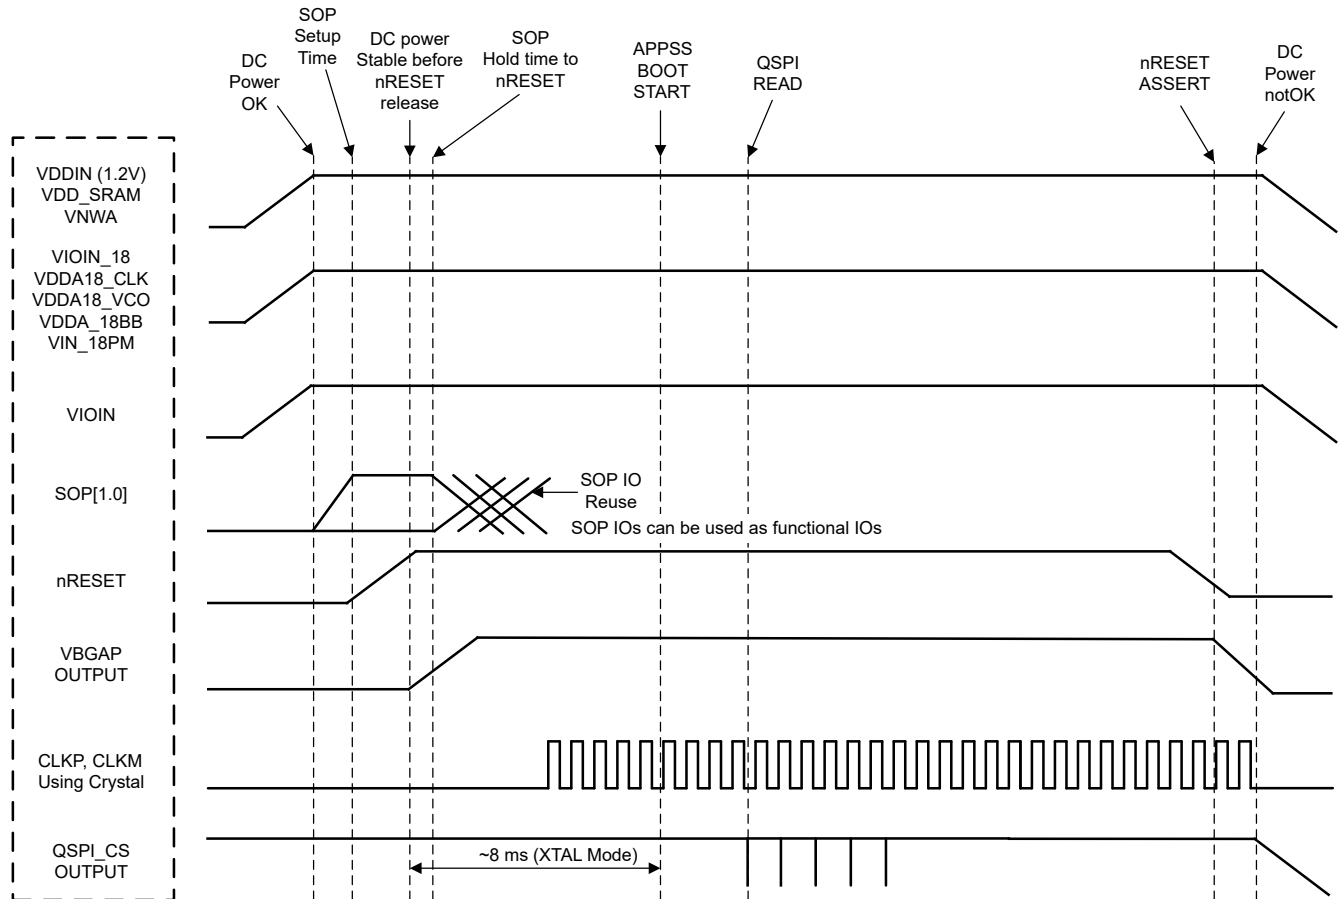 SOP
Setup
Time
DC
Power
OK
DC power
Stable before
nRESET
release
SOP
Hold time to
nRESET
APPSS
BOOT
START
QSPI
READ
nRESET
ASSERT
DC
Power
notOK
VDDIN (1.2V)
VDD_SRAM
VNWA
VIOIN_18
VDDA18_CLK
VDDA18_VCO
VDDA_18BB
VIN_18PM
VIOIN
SOP[1.0]
SOP IO
Reuse
SOP IOs can be used as functional IOs
nRESET
VBGAP
OUTPUT
CLKP, CLKM
Using Crystal
QSPI_CS
OUTPUT
~8 ms (XTAL Mode)